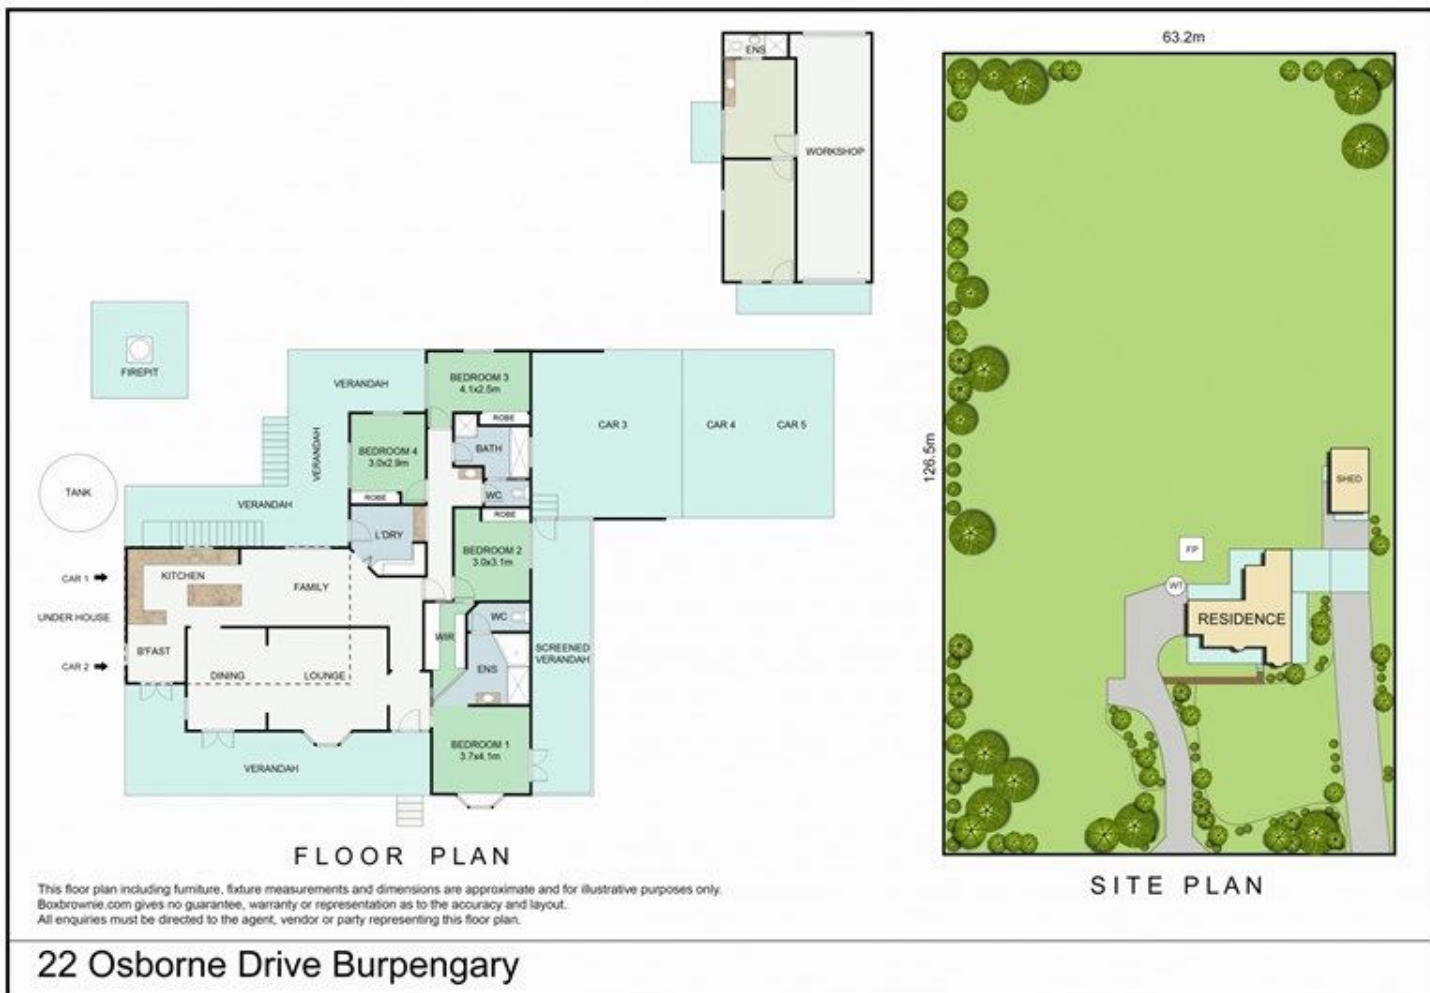 63.2m
ENS
WORKSHOP
FIREPIT
VERANDAH
BEDROOM 3
4.1x2.5m
ROBE
CAR 3
CAR 4
CAR 5
VERANDAH
BEDROOM 4
3.0x2.9m
BATH
126.5m
SHED
TANK
VERANDAH
ROBE
WC
ROBE
L'DRY
BEDROOM 2
3.0x3.1m
FP
CAR 1
KITCHEN
FAMILY
WT
UNDER HOUSE
WC
RESIDENCE
WIR
B'FAST
SCREENED
VERANDAH
CAR 2
DINING
LOUNGE
ENS
BEDROOM 1
3.7x4.1m
VERANDAH
FLOOR PLAN
SITE PLAN
This floor plan including furniture, fixture measurements and dimensions are approximate and for illustrative purposes only.
Boxbrownie.com gives no guarantee, warranty or representation as to the accuracy and layout.
All enquiries must be directed to the agent, vendor or party representing this floor plan.
22 Osborne Drive Burpengary